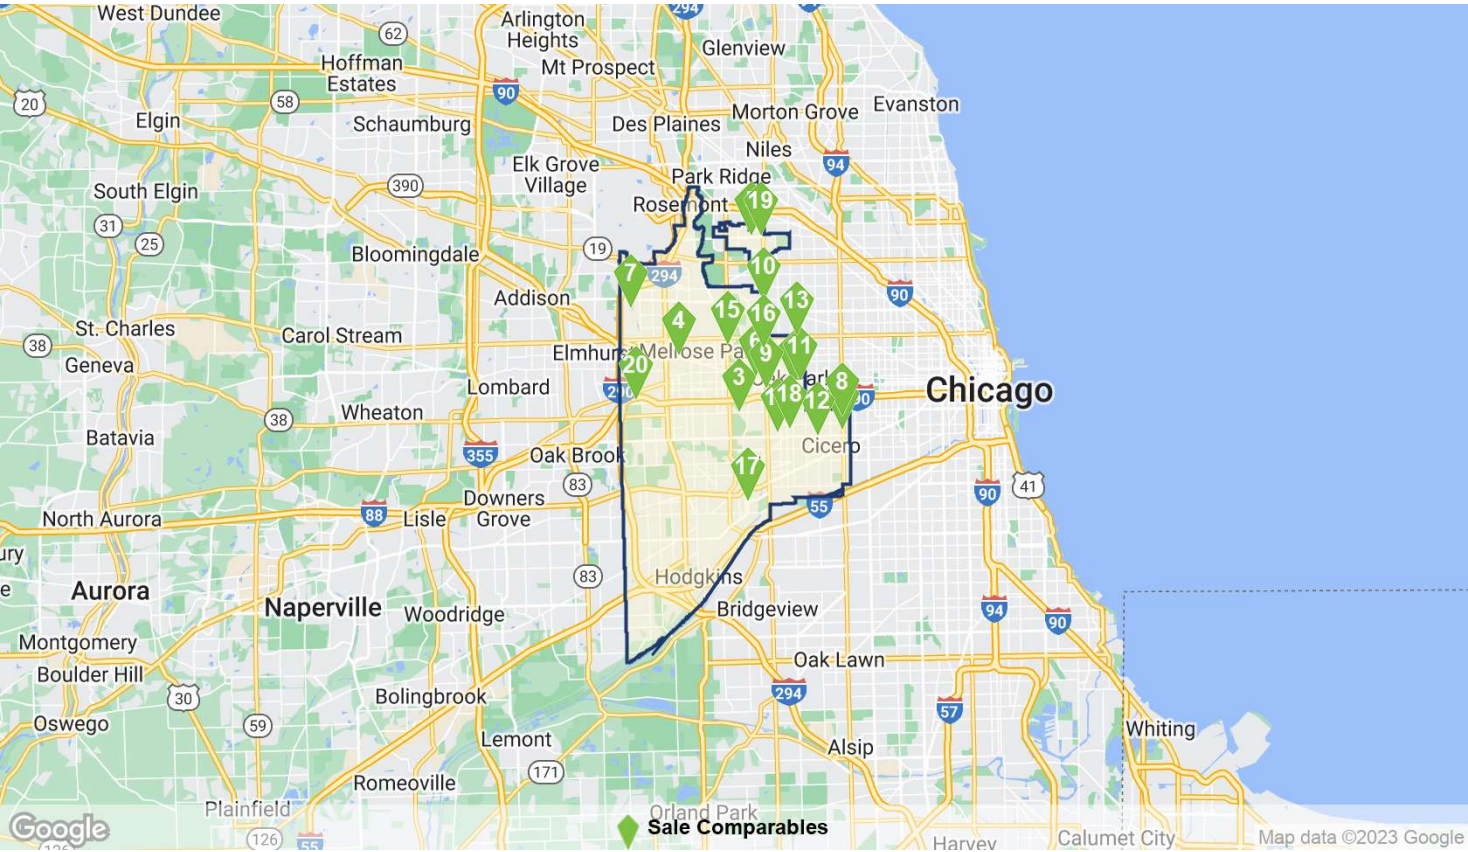 West Dundee
294
Arlington
Heights
62
Glenview
Hoffman
Estates
Mt Prospect
90
20
58
Evanston
Morton Grove
Elgin
Schaumburg
Des Plaines
Niles
94
Elk Grove
Village
Park Ridge
390
South Elgin
Rosemont
19
31
25
19
Bloomingdale
294
7
10
Addison
90
13
15
16
4
St. Charles
Carol Stream
38
11
Elmhurst
Melrose Pa
9
Geneva
20
3
8
Lombard
290
18
12
90
Chicago
Wheaton
38
Batavia
355
Oak Brook
Cicero
17
83
41
90
Downers
Grove
55
88
Lisle
North Aurora
ury
83
Hodgkins
e
Aurora
Naperville
Woodridge
Bridgeview
94
90
Montgomery
Oak Lawn
Boulder Hill
30
Bolingbrook
294
57
Oswego
59
Lemont
Whiting
Alsip
171
Romeoville
Plainfield
Orland Park
Sale Comparables
Google
126
126
55
Harvey
Calumet City
Map data ©2023 Google